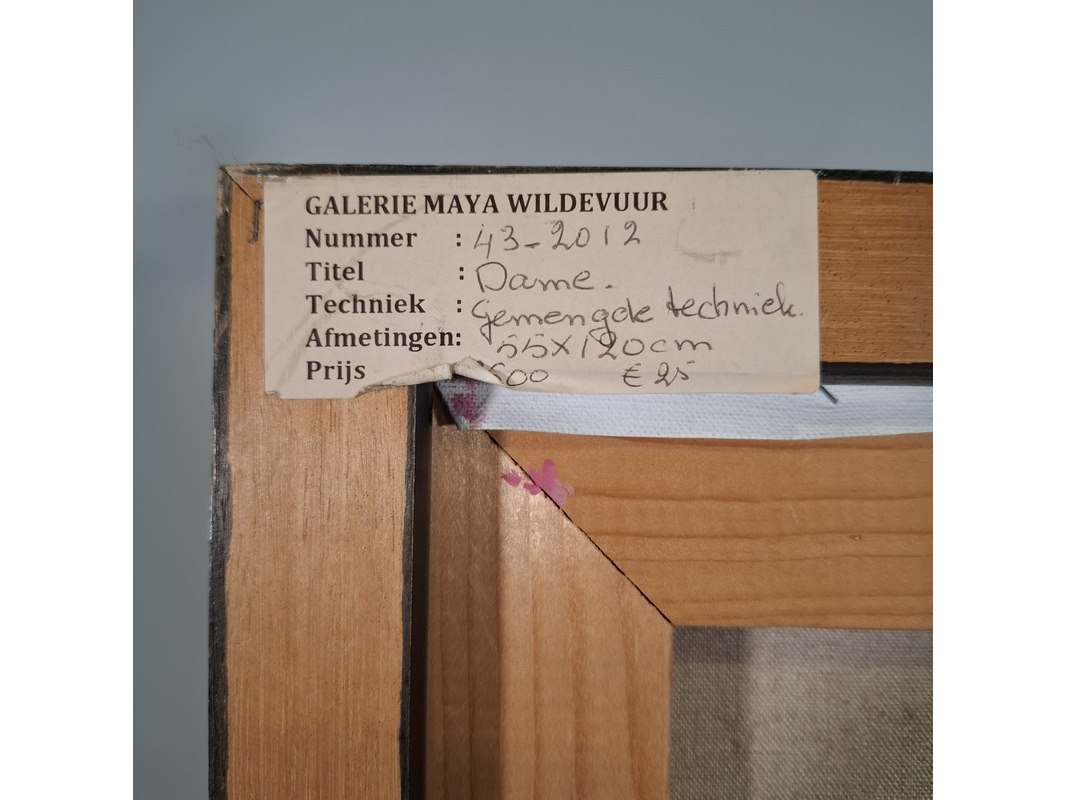 GALERIE MAYA WILDEVUUR
Nummer : 43-2012
Titel : Dame.
Techniek : Gemengde techniek.
Afmetingen: 55x120cm
Prijs € 25